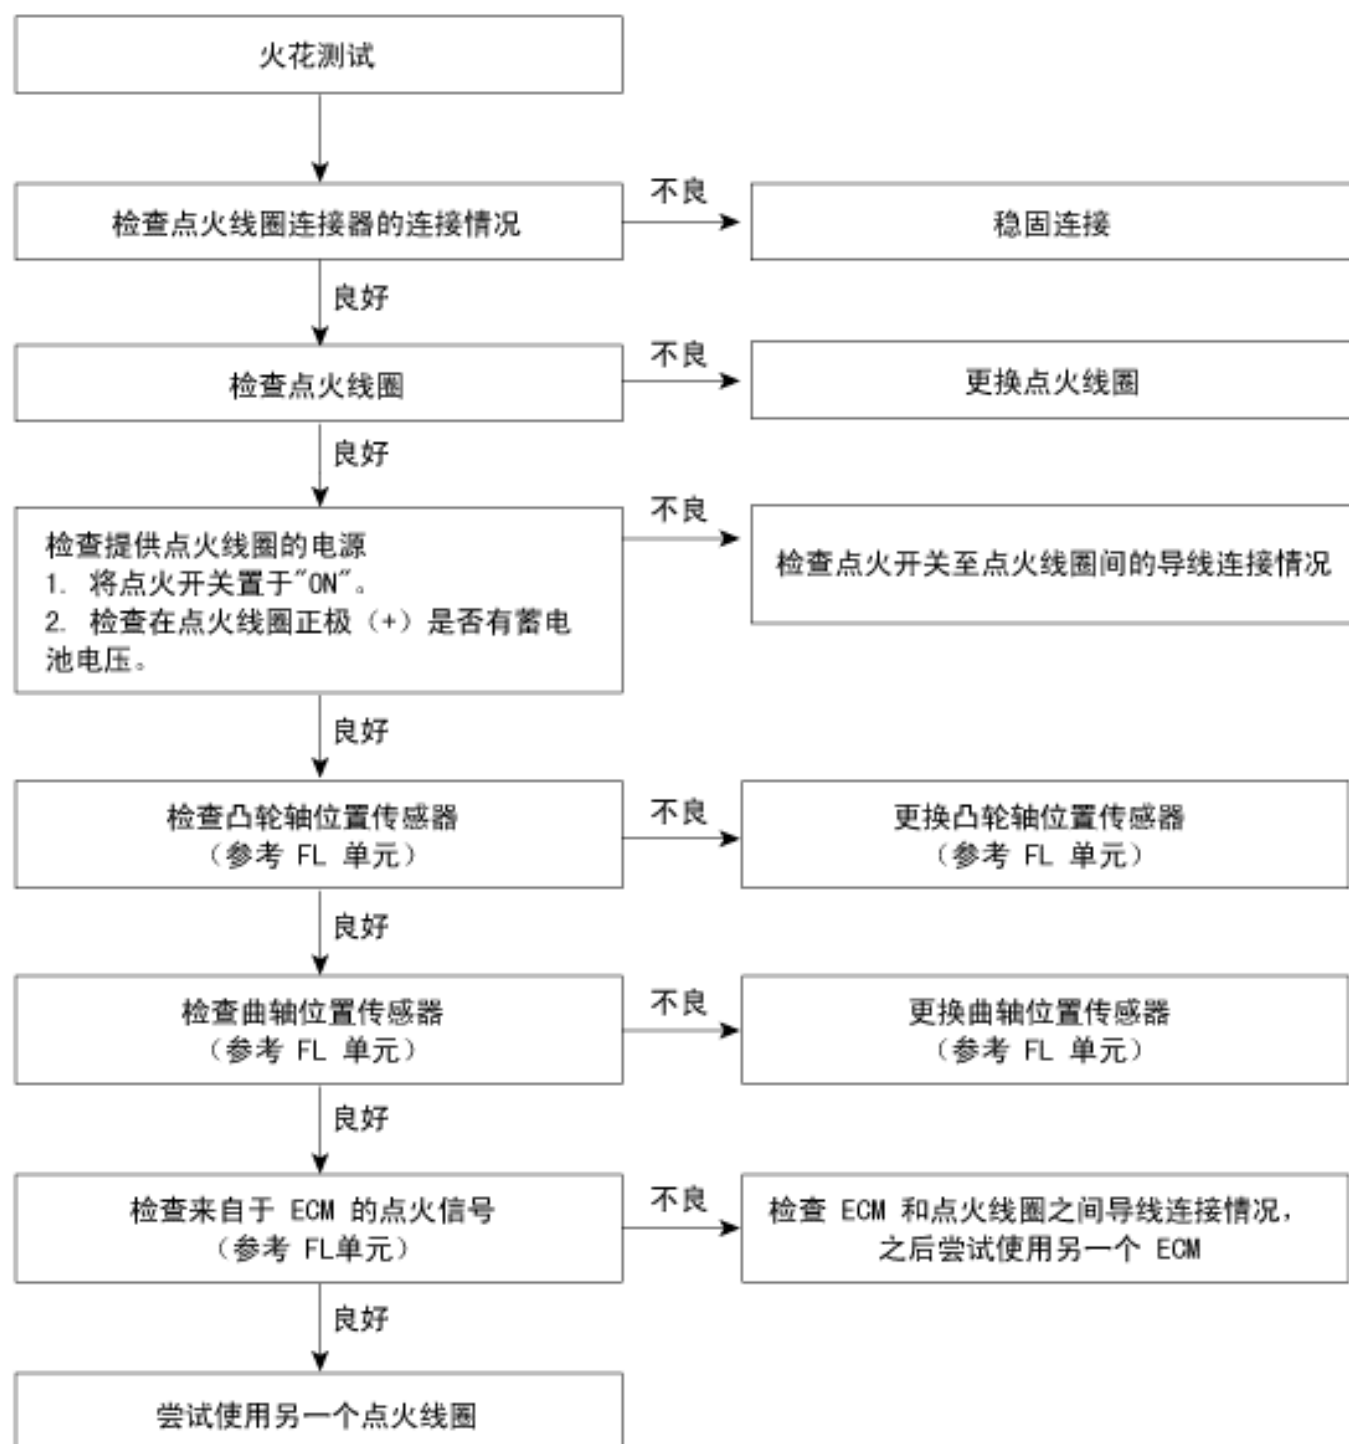 火花测试
检查点火线圈连接器的连接情况
不良
稳固连接
良好
检查点火线圈
不良
更换点火线圈
良好
检查提供点火线圈的电源
1. 将点火开关置于"ON"。
2. 检查在点火线圈正极（+）是否有蓄电
池电压。
不良
检查点火开关至点火线圈间的导线连接情况
良好
检查凸轮轴位置传感器
（参考 FL 单元）
不良
更换凸轮轴位置传感器
（参考 FL 单元）
良好
检查曲轴位置传感器
（参考 FL 单元）
不良
更换曲轴位置传感器
（参考 FL 单元）
良好
检查来自于 ECM 的点火信号
（参考 FL单元）
不良
检查 ECM 和点火线圈之间导线连接情况，
之后尝试使用另一个 ECM
良好
尝试使用另一个点火线圈